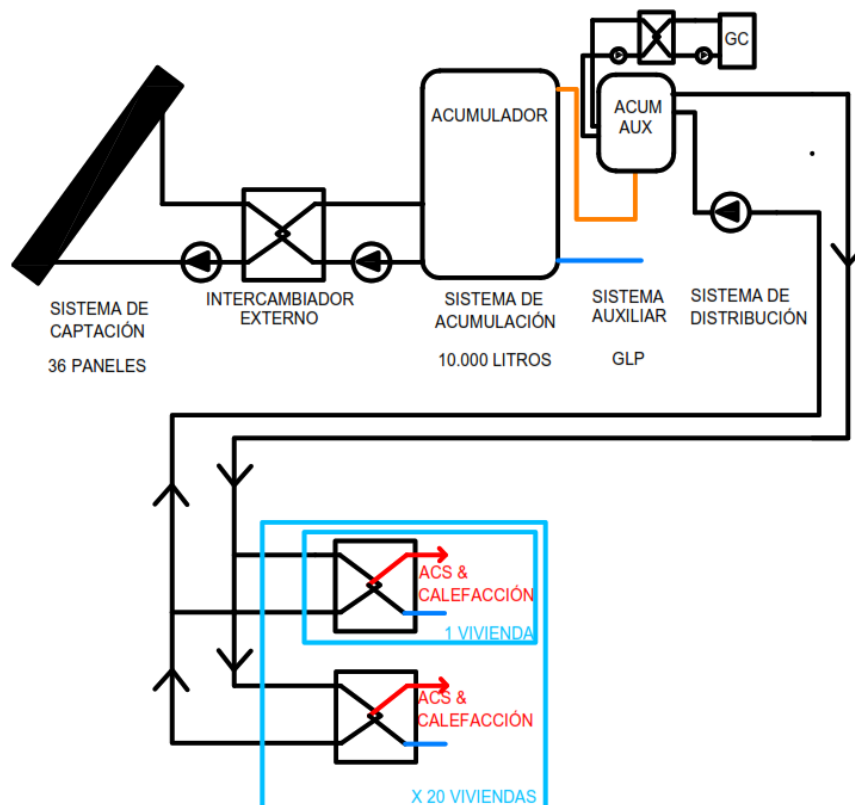 GC
ACUMULADOR
ACUM
AUX
SISTEMA DE
CAPTACIÓN
36 PANELES
INTERCAMBIADOR
EXTERNO
SISTEMA DE
ACUMULACIÓN
10.000 LITROS
SISTEMA
AUXILIAR
GLP
SISTEMA DE
DISTRIBUCIÓN
ACS &
CALEFACCIÓN
1 VIVIENDA
ACS &
CALEFACCIÓN
X 20 VIVIENDAS